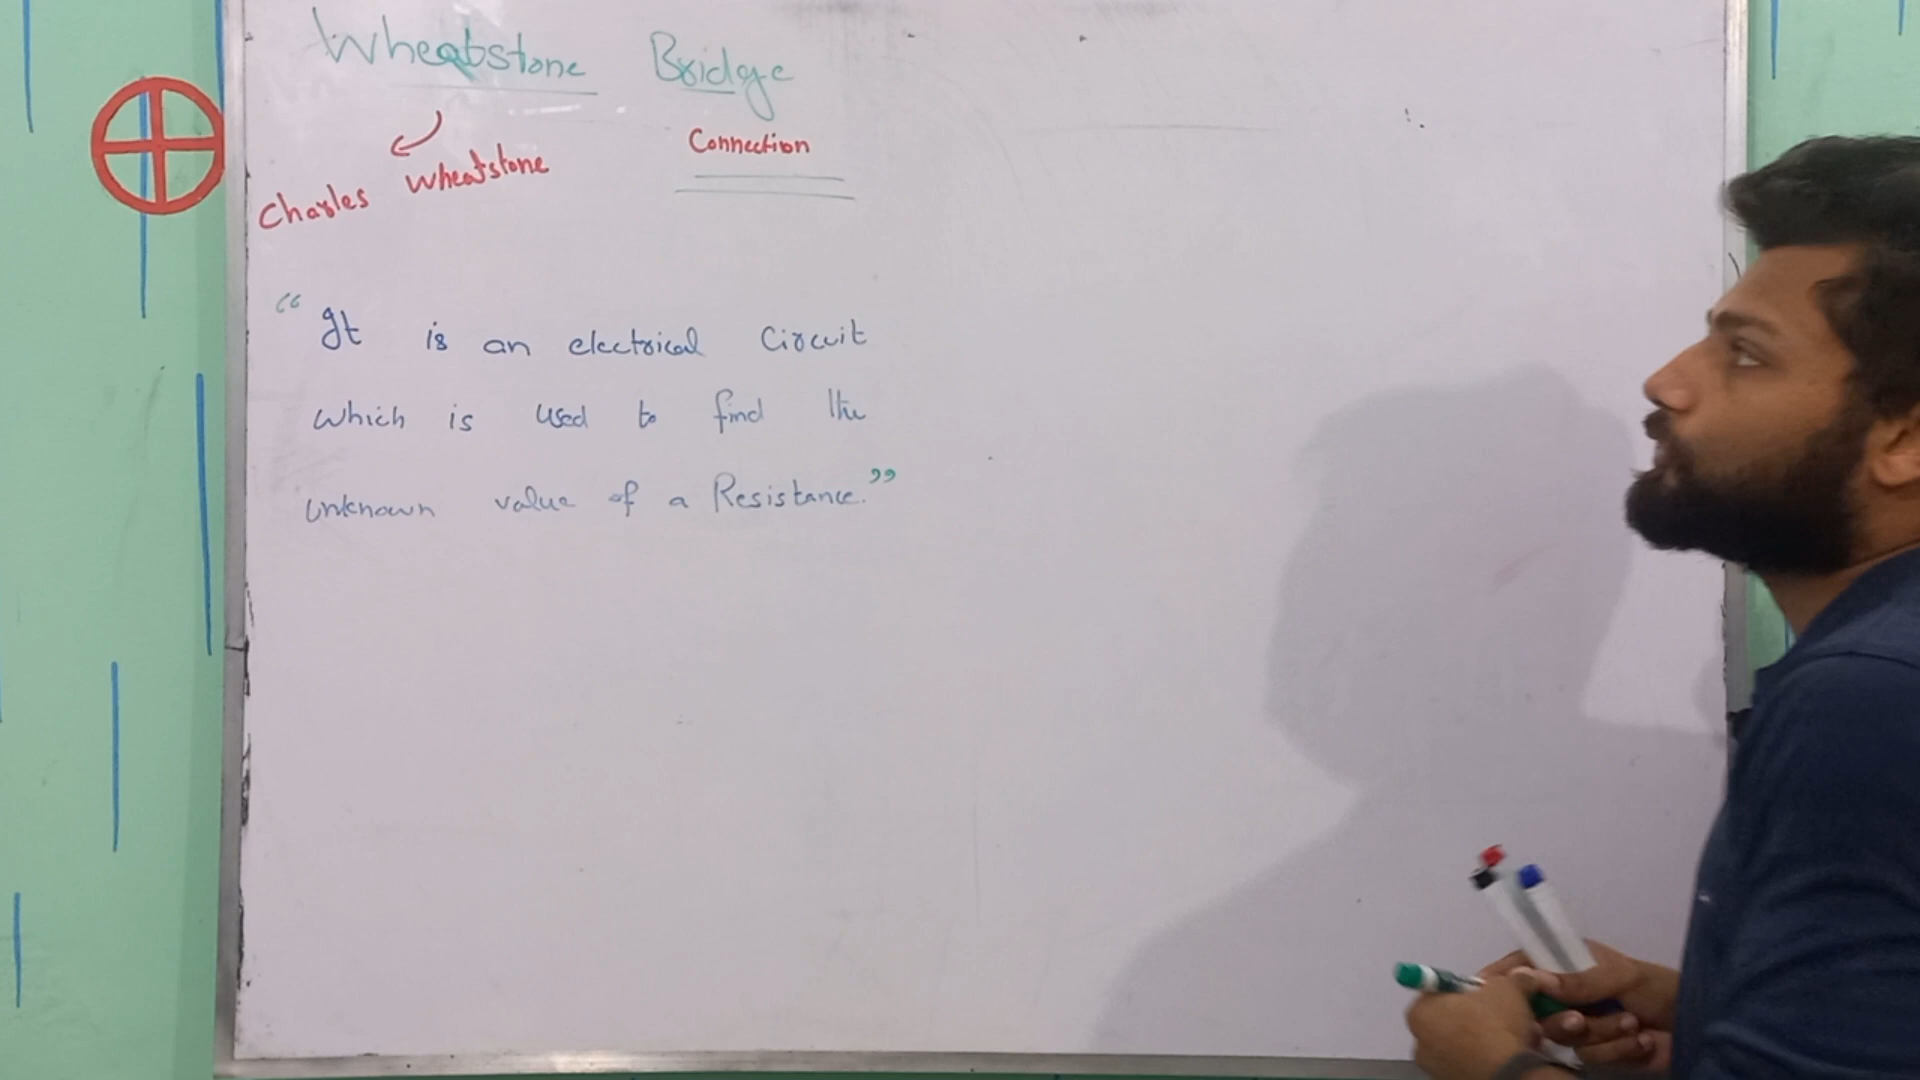 Wheatstone Bridge
Charles Wheatstone
Connection
“It is an electrical Circuit
which is used to find the
unknown value of a Resistance.”